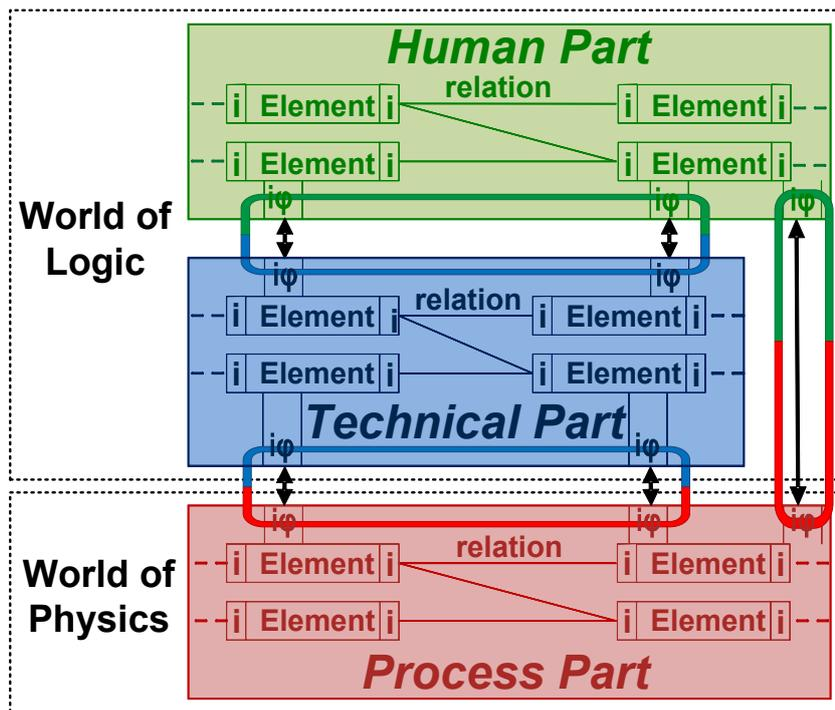 Human Part
relation
i Element i i Element i
i Element i i Element i
iφ iφ iφ
World of
Logic
iφ iφ
relation
i Element i i Element i
i Element i i Element i
Technical Part
iφ iφ
iφ iφ iφ
World of
Physics
relation
i Element i i Element i
i Element i i Element i
Process Part